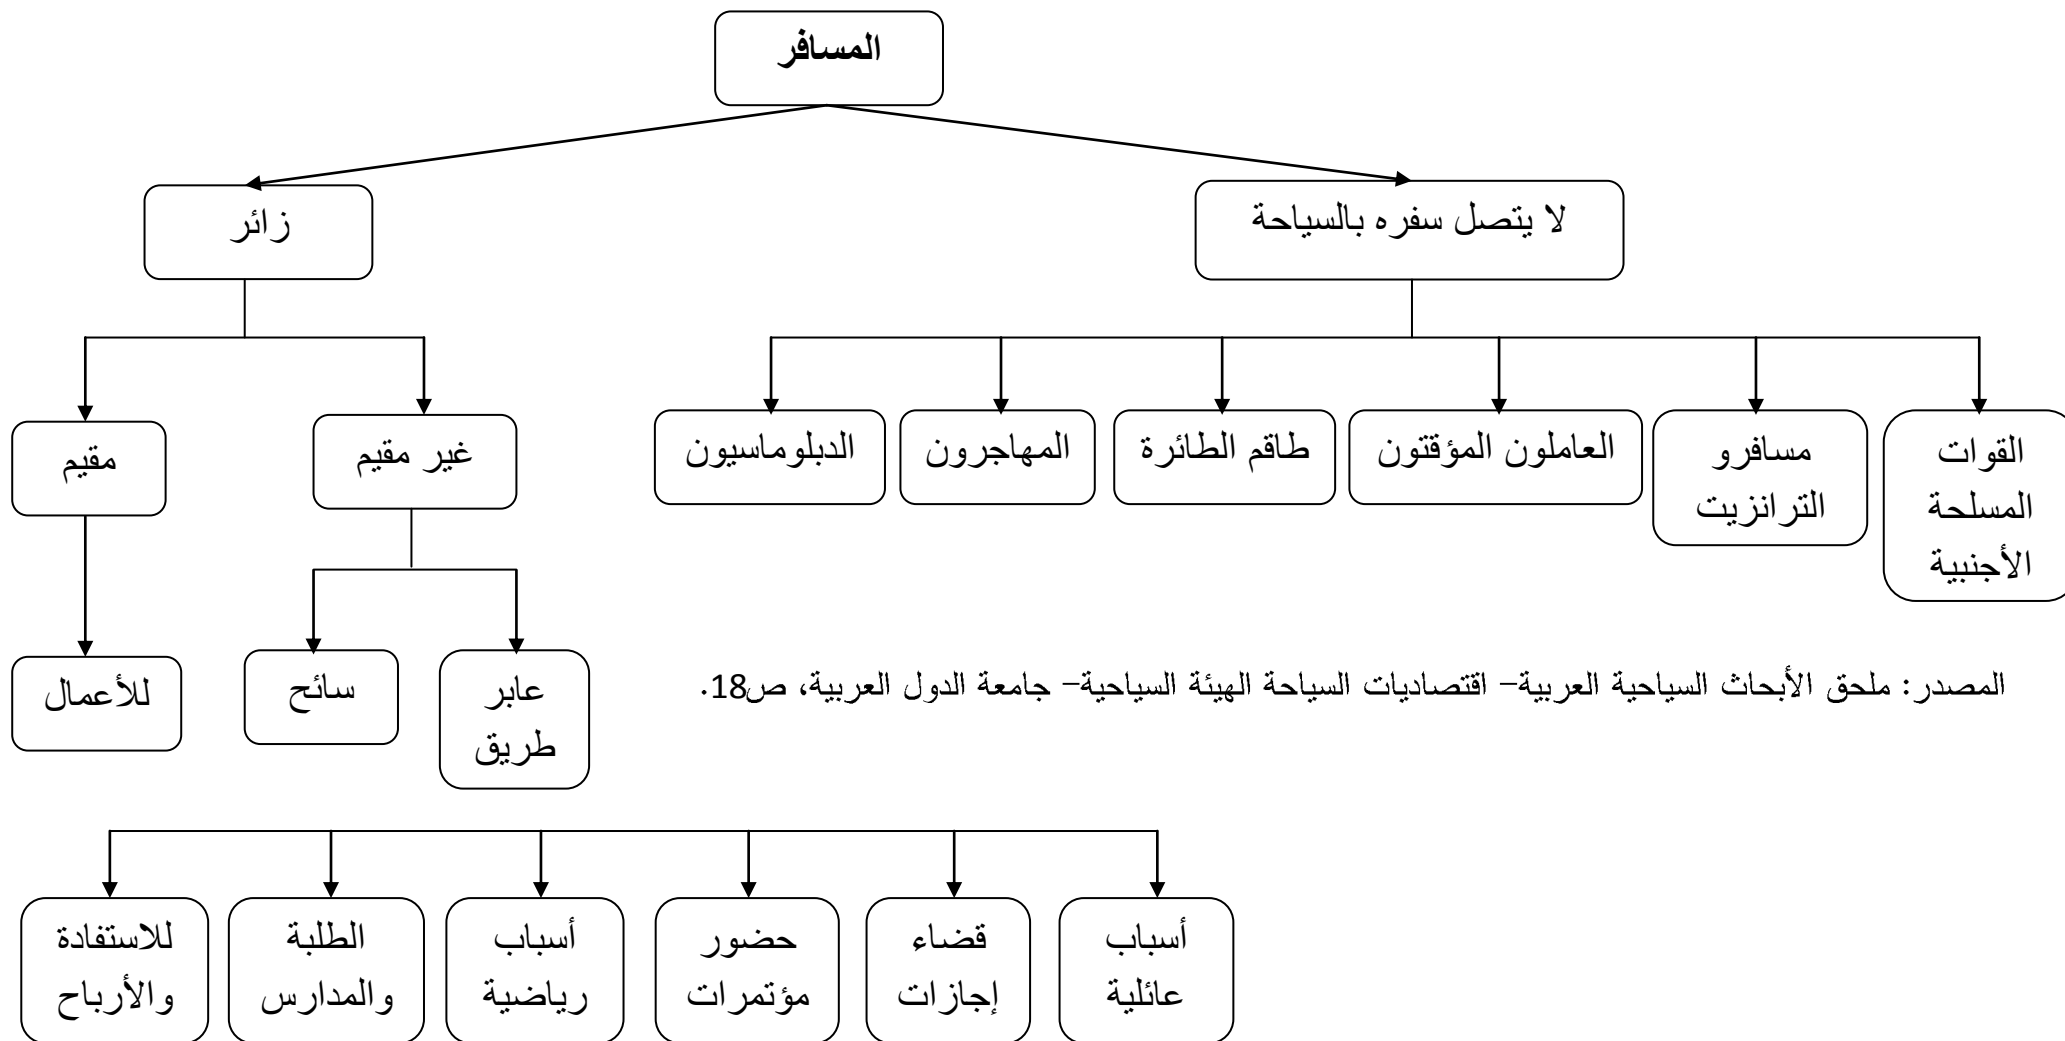 المسافر
لا يتصل سفره بالسياحة
زائر
القوات
المسلحة
الأجنبية
مسافرو
الترانزيت
العاملون المؤقتون
طاقم الطائرة
المهاجرون
الدبلوماسيون
غير مقيم
مقيم
عابر
طريق
سائح
للأعمال
المصدر: ملحق الأبحاث السياحية العربية– اقتصاديات السياحة الهيئة السياحية– جامعة الدول العربية، ص18.
أسباب
عائلية
قضاء
إجازات
حضور
مؤتمرات
أسباب
رياضية
الطلبة
والمدارس
للاستفادة
والأرباح